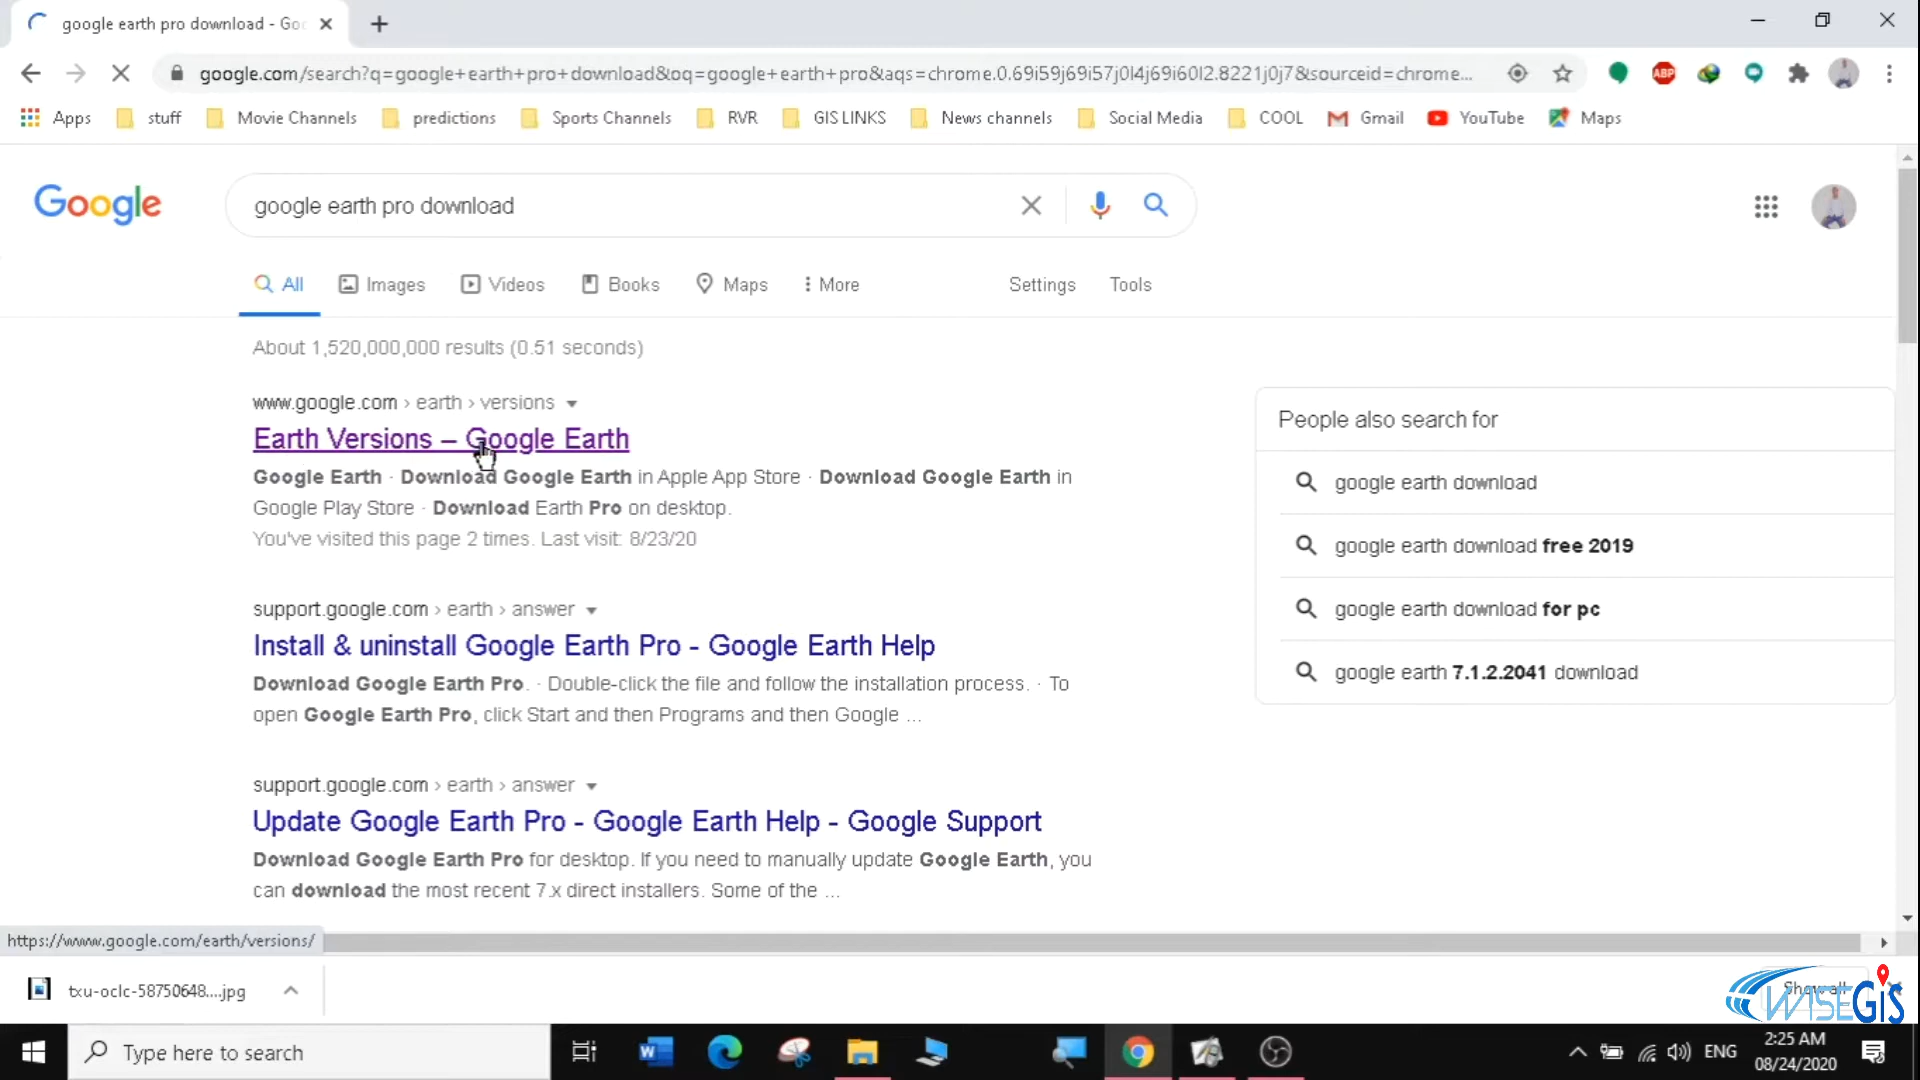 google earth pro download - Goo
google.com/search?q=google+earth+pro+download&oq=google+earth+pro&aqs=chrome.0.69i59j69i57j0l4j69i60l2.8221j0j7&sourceid=chrome...
Apps stuff Movie Channels predictions Sports Channels RVR GIS LINKS News channels Social Media COOL Gmail YouTube Maps
Google google earth pro download
All Images Videos Books Maps More Settings Tools
About 1,520,000,000 results (0.51 seconds)
www.google.com › earth › versions
Earth Versions – Google Earth
Google Earth · Download Google Earth in Apple App Store · Download Google Earth in
Google Play Store · Download Earth Pro on desktop.
You've visited this page 2 times. Last visit: 8/23/20
support.google.com › earth › answer
Install & uninstall Google Earth Pro - Google Earth Help
Download Google Earth Pro. · Double-click the file and follow the installation process. · To
open Google Earth Pro, click Start and then Programs and then Google ...
support.google.com › earth › answer
Update Google Earth Pro - Google Earth Help - Google Support
Download Google Earth Pro for desktop. If you need to manually update Google Earth, you
can download the most recent 7.x direct installers. Some of the ...
People also search for
google earth download
google earth download free 2019
google earth download for pc
google earth 7.1.2.2041 download
https://www.google.com/earth/versions/
txu-oclc-58750648....jpg
Show all
WISEGIS
Type here to search
ENG
2:25 AM
08/24/2020